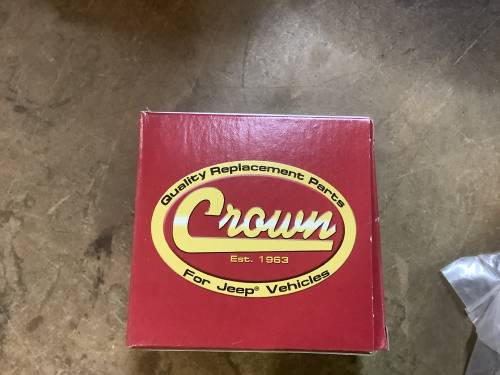 Quality Replacement Parts
Crown
Est. 1963
For Jeep® Vehicles